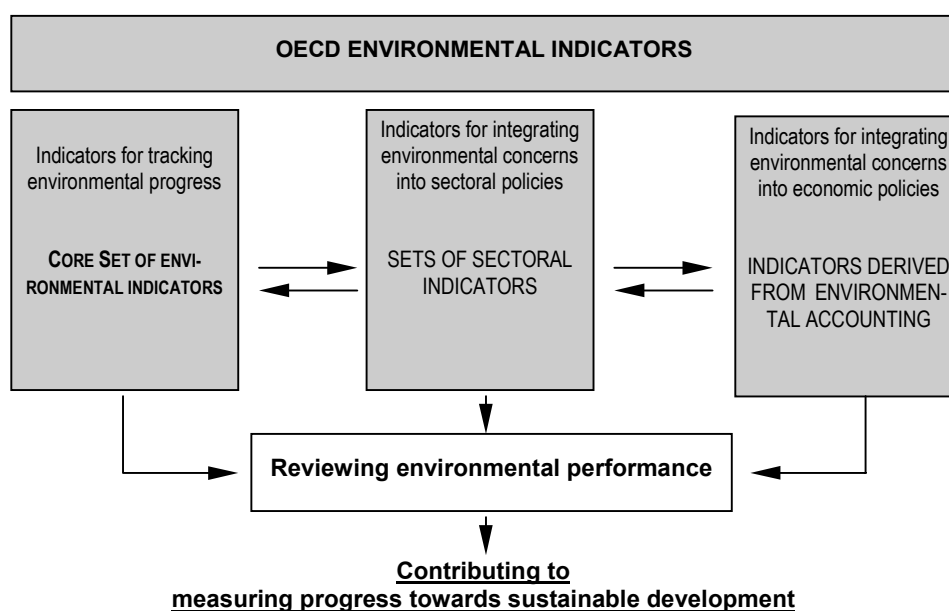 OECD ENVIRONMENTAL INDICATORS
Indicators for tracking
environmental progress
CORE SET OF ENVI-
RONMENTAL INDICATORS
Indicators for integrating
environmental concerns
into sectoral policies
SETS OF SECTORAL
INDICATORS
Indicators for integrating
environmental concerns
into economic policies
INDICATORS DERIVED
FROM ENVIRONMEN-
TAL ACCOUNTING
Reviewing environmental performance
Contributing to
measuring progress towards sustainable development